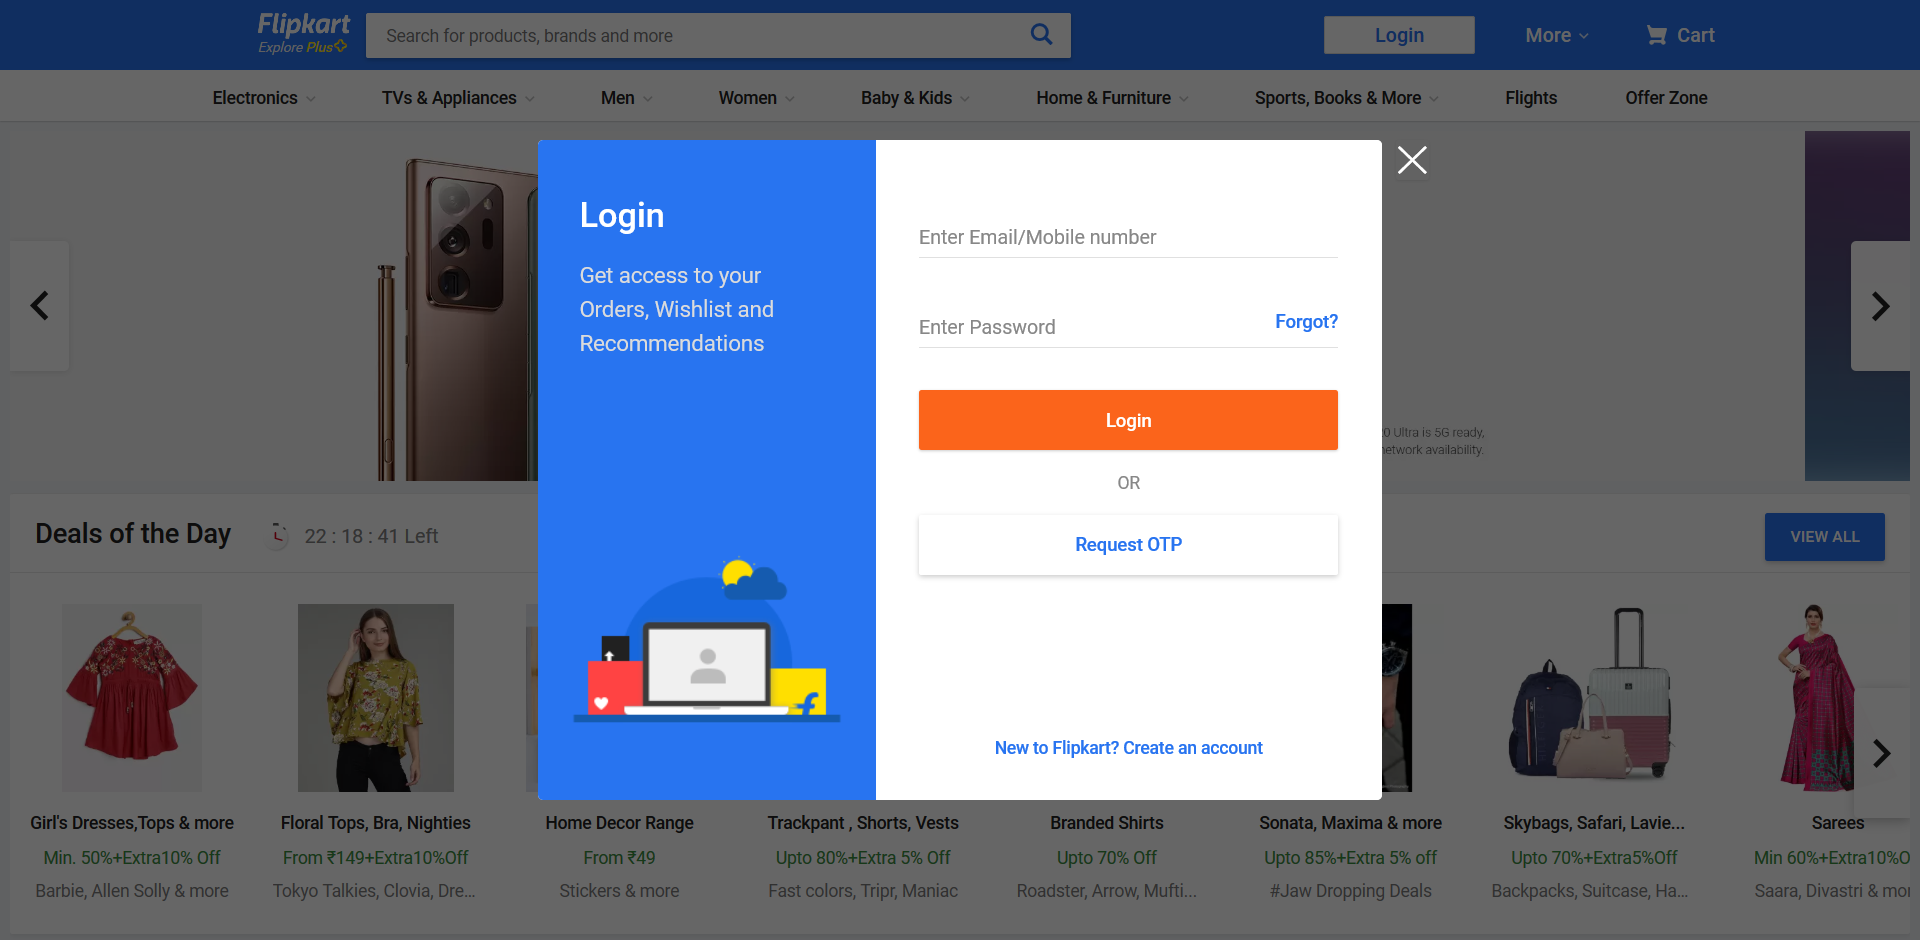 Flipkart
Explore Plus
Search for products, brands and more
Login
More
Cart
Electronics
TVs & Appliances
Men
Women
Baby & Kids
Home & Furniture
Sports, Books & More
Flights
Offer Zone
Login
Get access to your
Orders, Wishlist and
Recommendations
Enter Email/Mobile number
Enter Password
Forgot?
Login
OR
Request OTP
New to Flipkart? Create an account
0 Ultra is 5G ready,
network availability.
Deals of the Day
22 : 18 : 41 Left
VIEW ALL
Girl's Dresses,Tops & more
Min. 50%+Extra10% Off
Barbie, Allen Solly & more
Floral Tops, Bra, Nighties
From ₹149+Extra10%Off
Tokyo Talkies, Clovia, Dre...
Home Decor Range
From ₹49
Stickers & more
Trackpant , Shorts, Vests
Upto 80%+Extra 5% Off
Fast colors, Tripr, Maniac
Branded Shirts
Upto 70% Off
Roadster, Arrow, Mufti...
Sonata, Maxima & more
Upto 85%+Extra 5% off
#Jaw Dropping Deals
Skybags, Safari, Lavie...
Upto 70%+Extra5%Off
Backpacks, Suitcase, Ha...
Sarees
Min 60%+Extra10%O
Saara, Divastri & mor